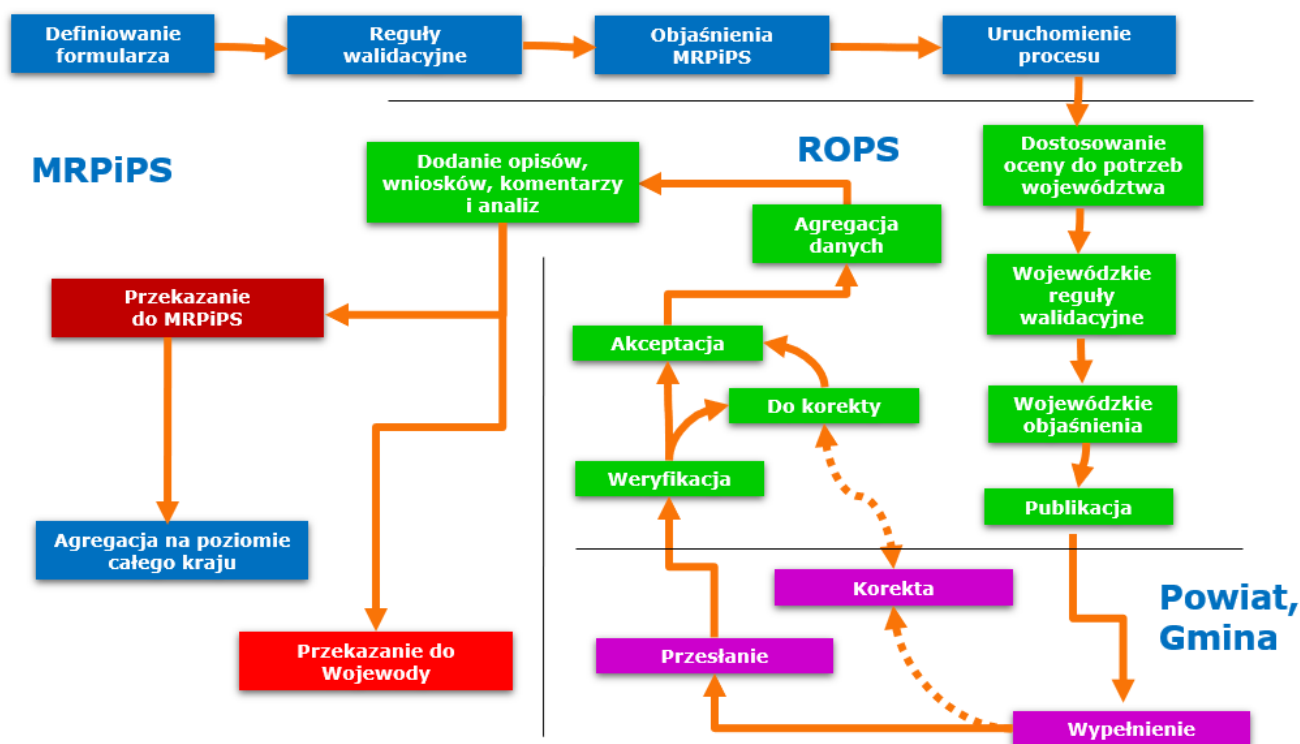 Definiowanie
formularza
Reguły
walidacyjne
Objaśnienia
MRPiPS
Uruchomienie
procesu
MRPiPS
ROPS
Dodanie opisów,
wniosków, komentarzy
i analiz
Dostosowanie
oceny do potrzeb
województwa
Agregacja
danych
Przekazanie
do MRPiPS
Wojewódzkie
reguły
walidacyjne
Akceptacja
Do korekty
Wojewódzkie
objaśnienia
Weryfikacja
Publikacja
Agregacja na poziomie
całego kraju
Korekta
Powiat,
Gmina
Przekazanie do
Wojewody
Przesłanie
Wypełnienie